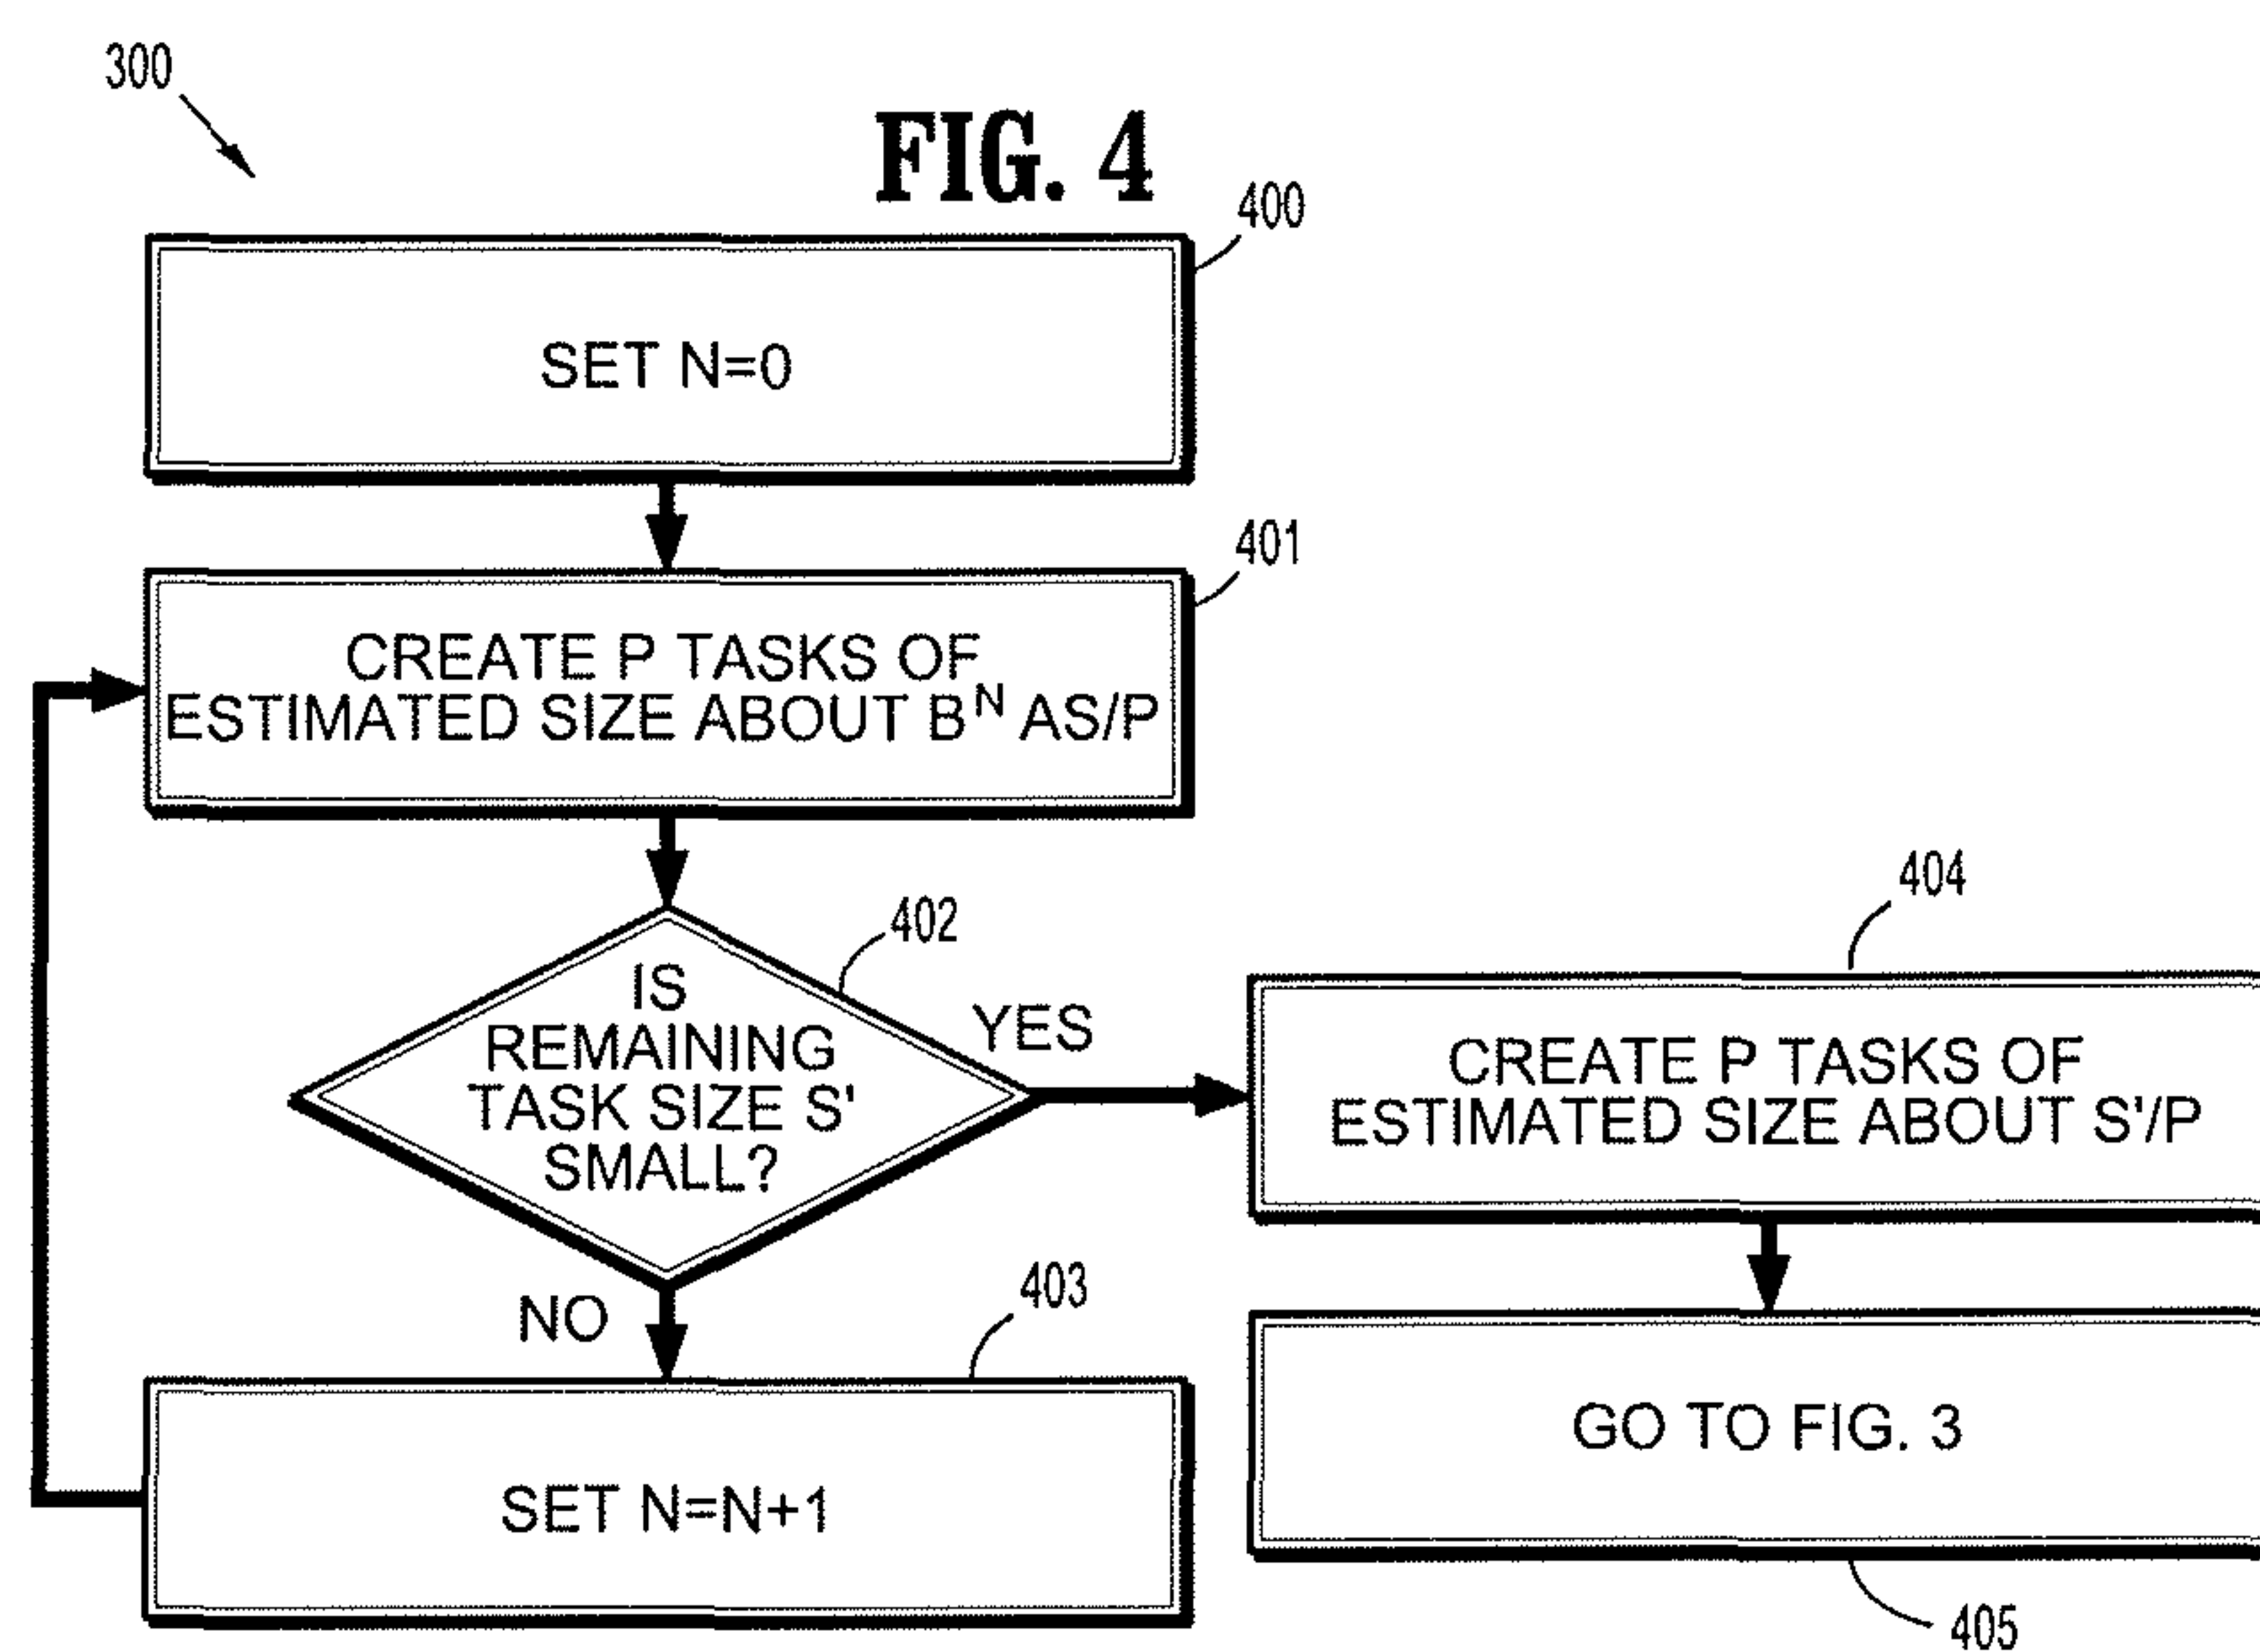 300
FIG. 4
400
SET N=0
401
CREATE P TASKS OF
ESTIMATED SIZE ABOUT B^N AS/P
402
IS
REMAINING
TASK SIZE S'
SMALL?
YES
NO
403
SET N=N+1
404
CREATE P TASKS OF
ESTIMATED SIZE ABOUT S'/P
GO TO FIG. 3
405